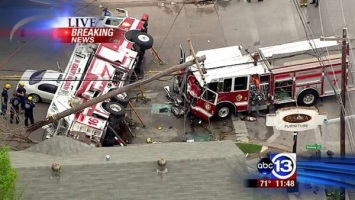 LIVE
BREAKING
NEWS
FURNITURE
abc 13
71° 11:48